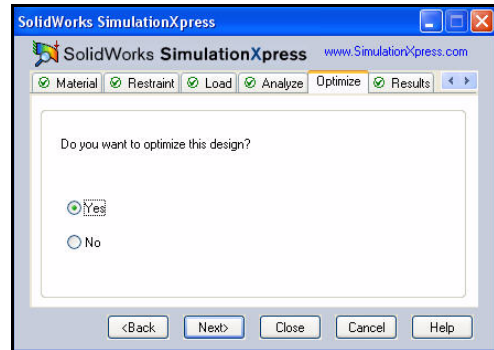 SolidWorks SimulationXpress
SolidWorks SimulationXpress www.SimulationXpress.com
Material Restraint Load Analyze Optimize Results
Do you want to optimize this design?
Yes
No
<Back Next> Close Cancel Help